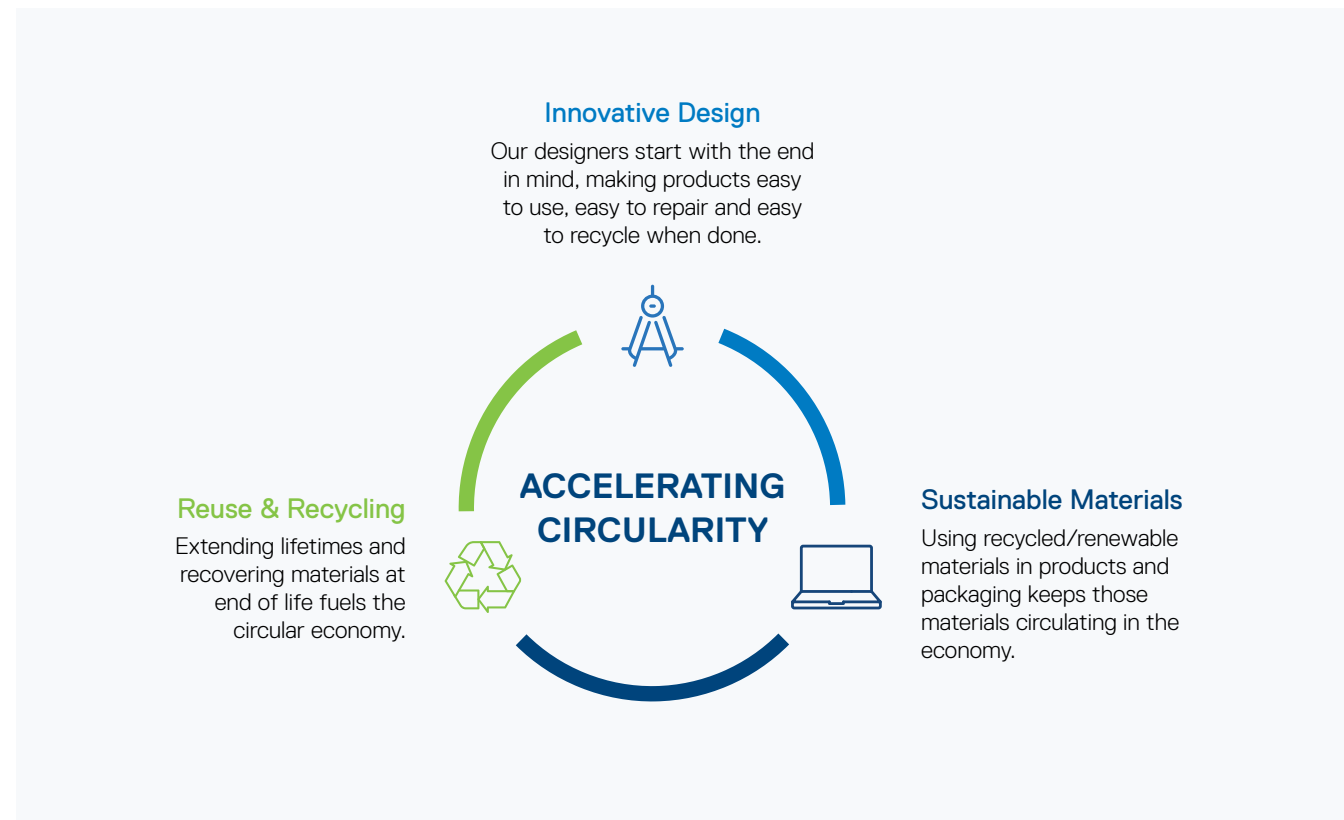 Innovative Design
Our designers start with the end
in mind, making products easy
to use, easy to repair and easy
to recycle when done.
ACCELERATING
CIRCULARITY
Reuse & Recycling
Extending lifetimes and
recovering materials at
end of life fuels the
circular economy.
Sustainable Materials
Using recycled/renewable
materials in products and
packaging keeps those
materials circulating in the
economy.